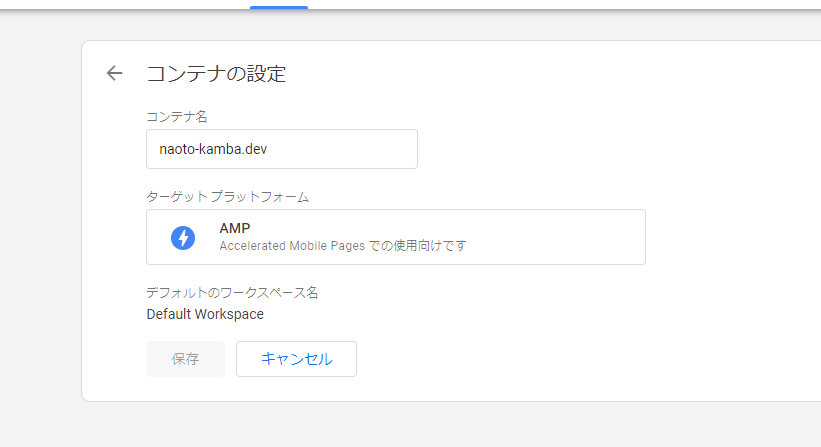 コンテナの設定
コンテナ名
naoto-kamba.dev
ターゲット プラットフォーム
AMP
Accelerated Mobile Pages での使用向けです
デフォルトのワークスペース名
Default Workspace
保存
キャンセル